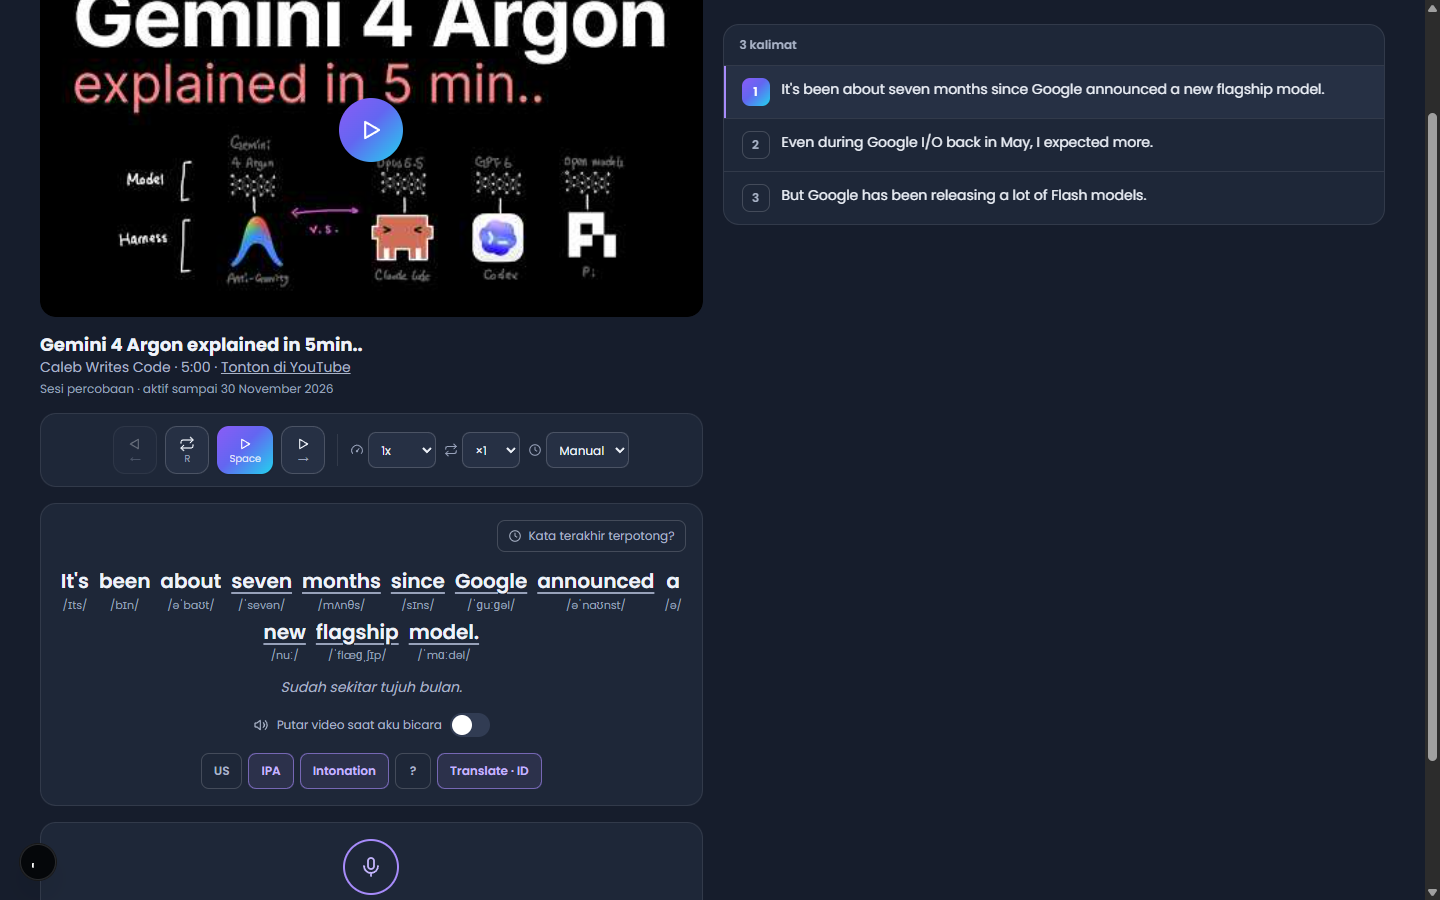 Gemini 4 Argon
explained in 5 min..
Gemini
4 Argon
Opus 5.5
GPT-6
Open models
Model
Harness
v.s.
Anti-Gravity
Claude Code
Codex
Pi
Gemini 4 Argon explained in 5min..
Caleb Writes Code · 5:00 · Tonton di YouTube
Sesi percobaan · aktif sampai 30 November 2026
←
R
Space
→
1x
×1
Manual
Kata terakhir terpotong?
It's been about seven months since Google announced a
/ɪts/ /bɪn/ /əˈbaʊt/ /ˈsevən/ /mʌnθs/ /sɪns/ /ˈɡuːɡəl/ /əˈnaʊnst/ /ə/
new flagship model.
/nuː/ /ˈflæɡˌʃɪp/ /ˈmɑːdəl/
Sudah sekitar tujuh bulan.
Putar video saat aku bicara
US IPA Intonation ? Translate · ID
3 kalimat
1 It's been about seven months since Google announced a new flagship model.
2 Even during Google I/O back in May, I expected more.
3 But Google has been releasing a lot of Flash models.